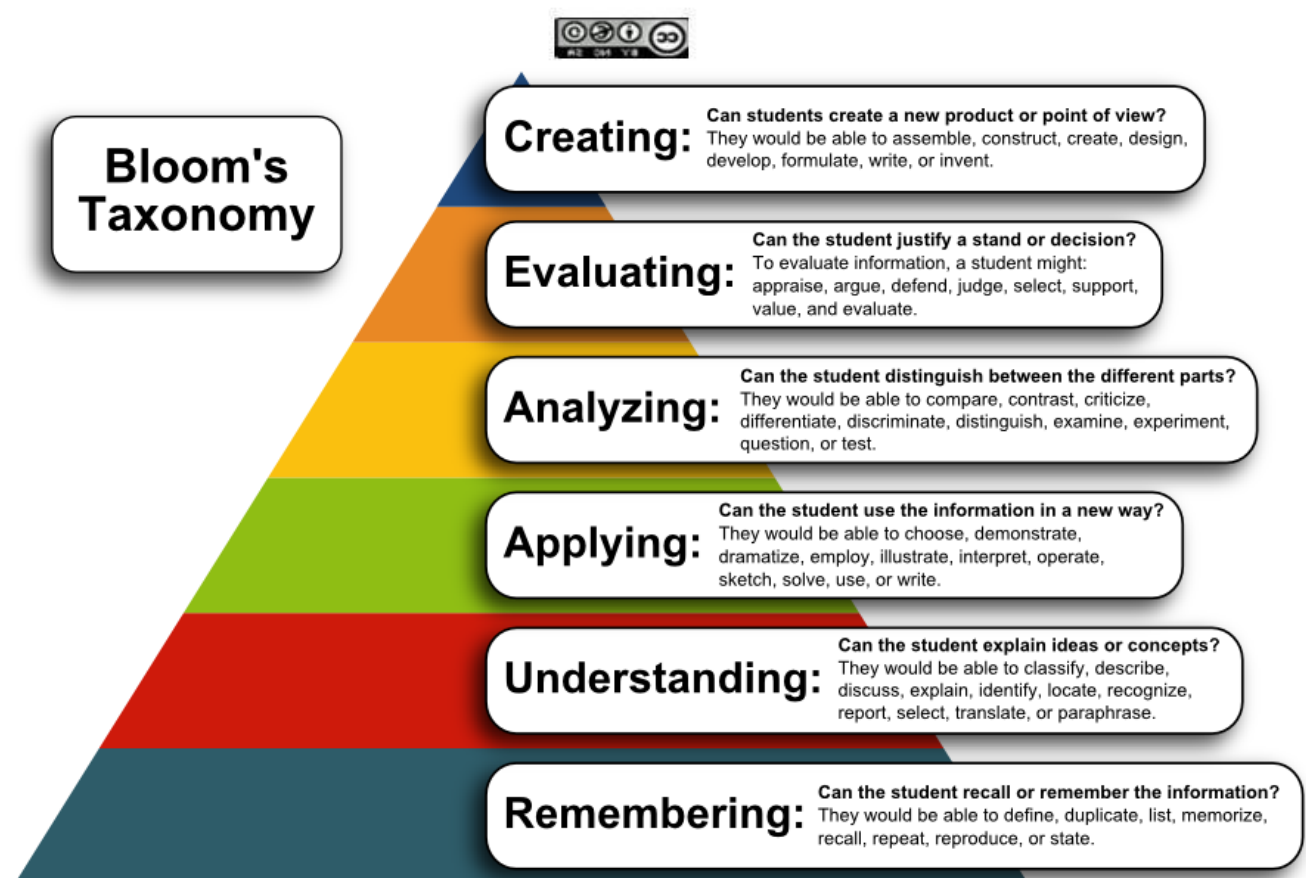 Bloom's
Taxonomy
Creating:
Can students create a new product or point of view?
They would be able to assemble, construct, create, design,
develop, formulate, write, or invent.
Evaluating:
Can the student justify a stand or decision?
To evaluate information, a student might:
appraise, argue, defend, judge, select, support,
value, and evaluate.
Analyzing:
Can the student distinguish between the different parts?
They would be able to compare, contrast, criticize,
differentiate, discriminate, distinguish, examine, experiment,
question, or test.
Applying:
Can the student use the information in a new way?
They would be able to choose, demonstrate,
dramatize, employ, illustrate, interpret, operate,
sketch, solve, use, or write.
Understanding:
Can the student explain ideas or concepts?
They would be able to classify, describe,
discuss, explain, identify, locate, recognize,
report, select, translate, or paraphrase.
Remembering:
Can the student recall or remember the information?
They would be able to define, duplicate, list, memorize,
recall, repeat, reproduce, or state.